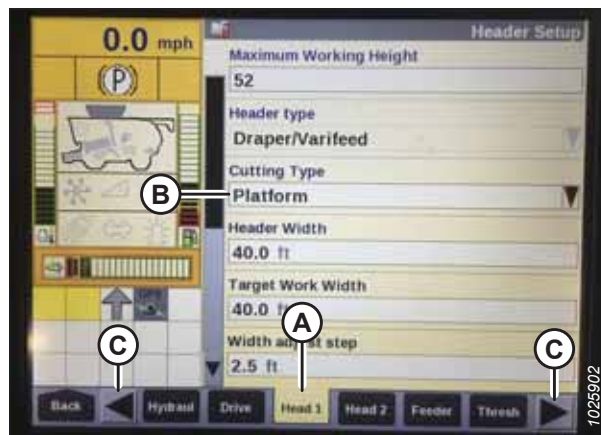 0.0 mph
Header Setup
(P)
Maximum Working Height
52
Header type
Draper/Varifeed
Cutting Type
B
Platform
Header Width
40.0 ft
Target Work Width
40.0 ft
A
C
Width adjust step
C
2.5 ft
Back
Hydraul
Drive
Head 1
Head 2
Feeder
Thresh
1025902